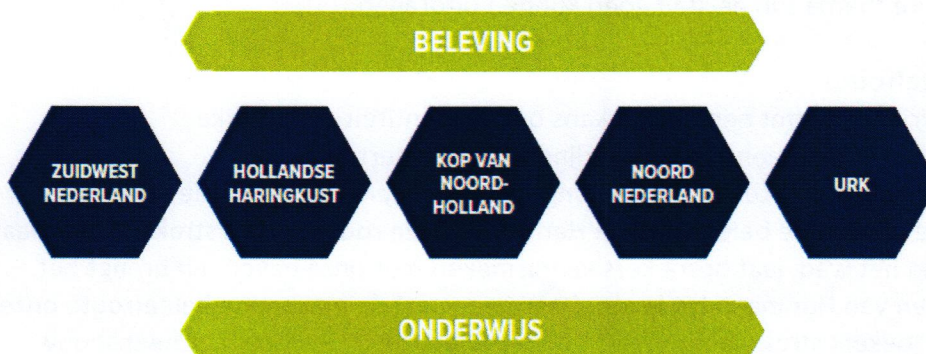 BELEVING
ZUIDWEST
NEDERLAND
HOLLANDSE
HARINGKUST
KOP VAN
NOORD-
HOLLAND
NOORD
NEDERLAND
URK
ONDERWIJS